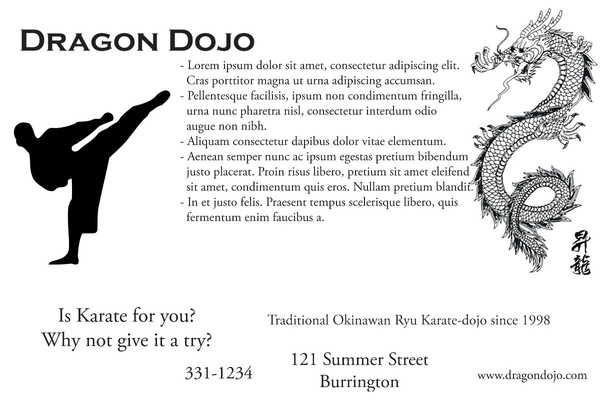 DRAGON DOJO
- Lorem ipsum dolor sit amet, consectetur adipiscing elit.
Cras porttitor magna ut urna adipiscing accumsan.
- Pellentesque facilisis, ipsum non condimentum fringilla,
urna nunc pharetra nisl, consectetur interdum odio
augue non nibh.
- Aliquam consectetur dapibus dolor vitae elementum.
- Aenean semper nunc ac ipsum egestas pretium bibendum
justo placerat. Proin risus libero, pretium sit amet eleifend
sit amet, condimentum quis eros. Nullam pretium blandit.
- In et justo felis. Praesent tempus scelerisque libero, quis
fermentum enim faucibus a.
昇龍
Is Karate for you?
Why not give it a try?
Traditional Okinawan Ryu Karate-dojo since 1998
331-1234
121 Summer Street
Burrington
www.dragondojo.com